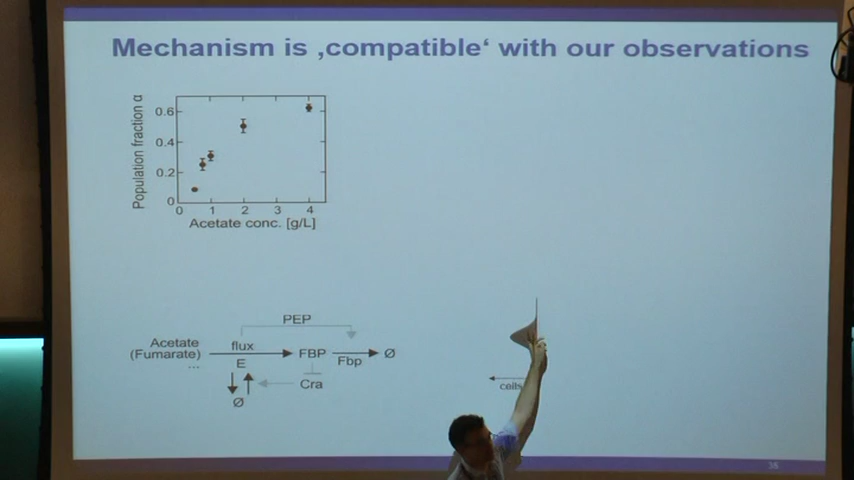 Mechanism is ‚compatible‘ with our observations
Population fraction α
0.6
0.4
0.2
0
0 1 2 3 4
Acetate conc. [g/L]
PEP
Acetate
(Fumarate)
...
flux
E
FBP
Fbp
Ø
Cra
Ø
cells
36